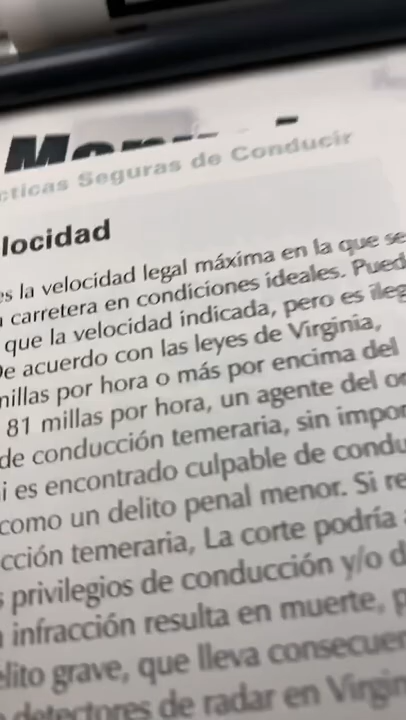 cticas Seguras de Conducir
locidad
es la velocidad legal máxima en la que se
carretera en condiciones ideales. Pued
que la velocidad indicada, pero es ileg
De acuerdo con las leyes de Virginia,
millas por hora o más por encima del
81 millas por hora, un agente del or
de conducción temeraria, sin impor
i es encontrado culpable de condu
como un delito penal menor. Si re
cción temeraria, La corte podría
s privilegios de conducción y/o d
infracción resulta en muerte, p
elito grave, que lleva consecuen
detectores de radar en Virgin